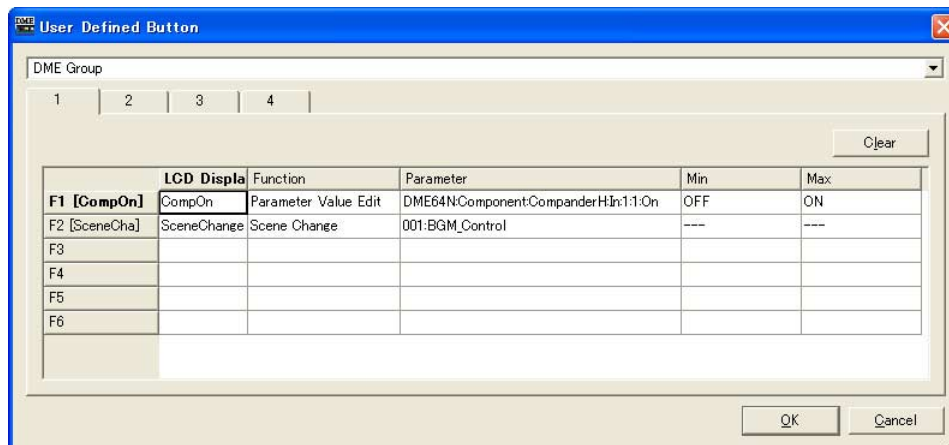 User Defined Button
DME Group
1 2 3 4
Clear
LCD Displa Function Parameter Min Max
F1 [CompOn] CompOn Parameter Value Edit DME64N:Component:CompanderH:In:1:1:On OFF ON
F2 [SceneCha] SceneChange Scene Change 001:BGM_Control --- ---
F3
F4
F5
F6
OK Cancel